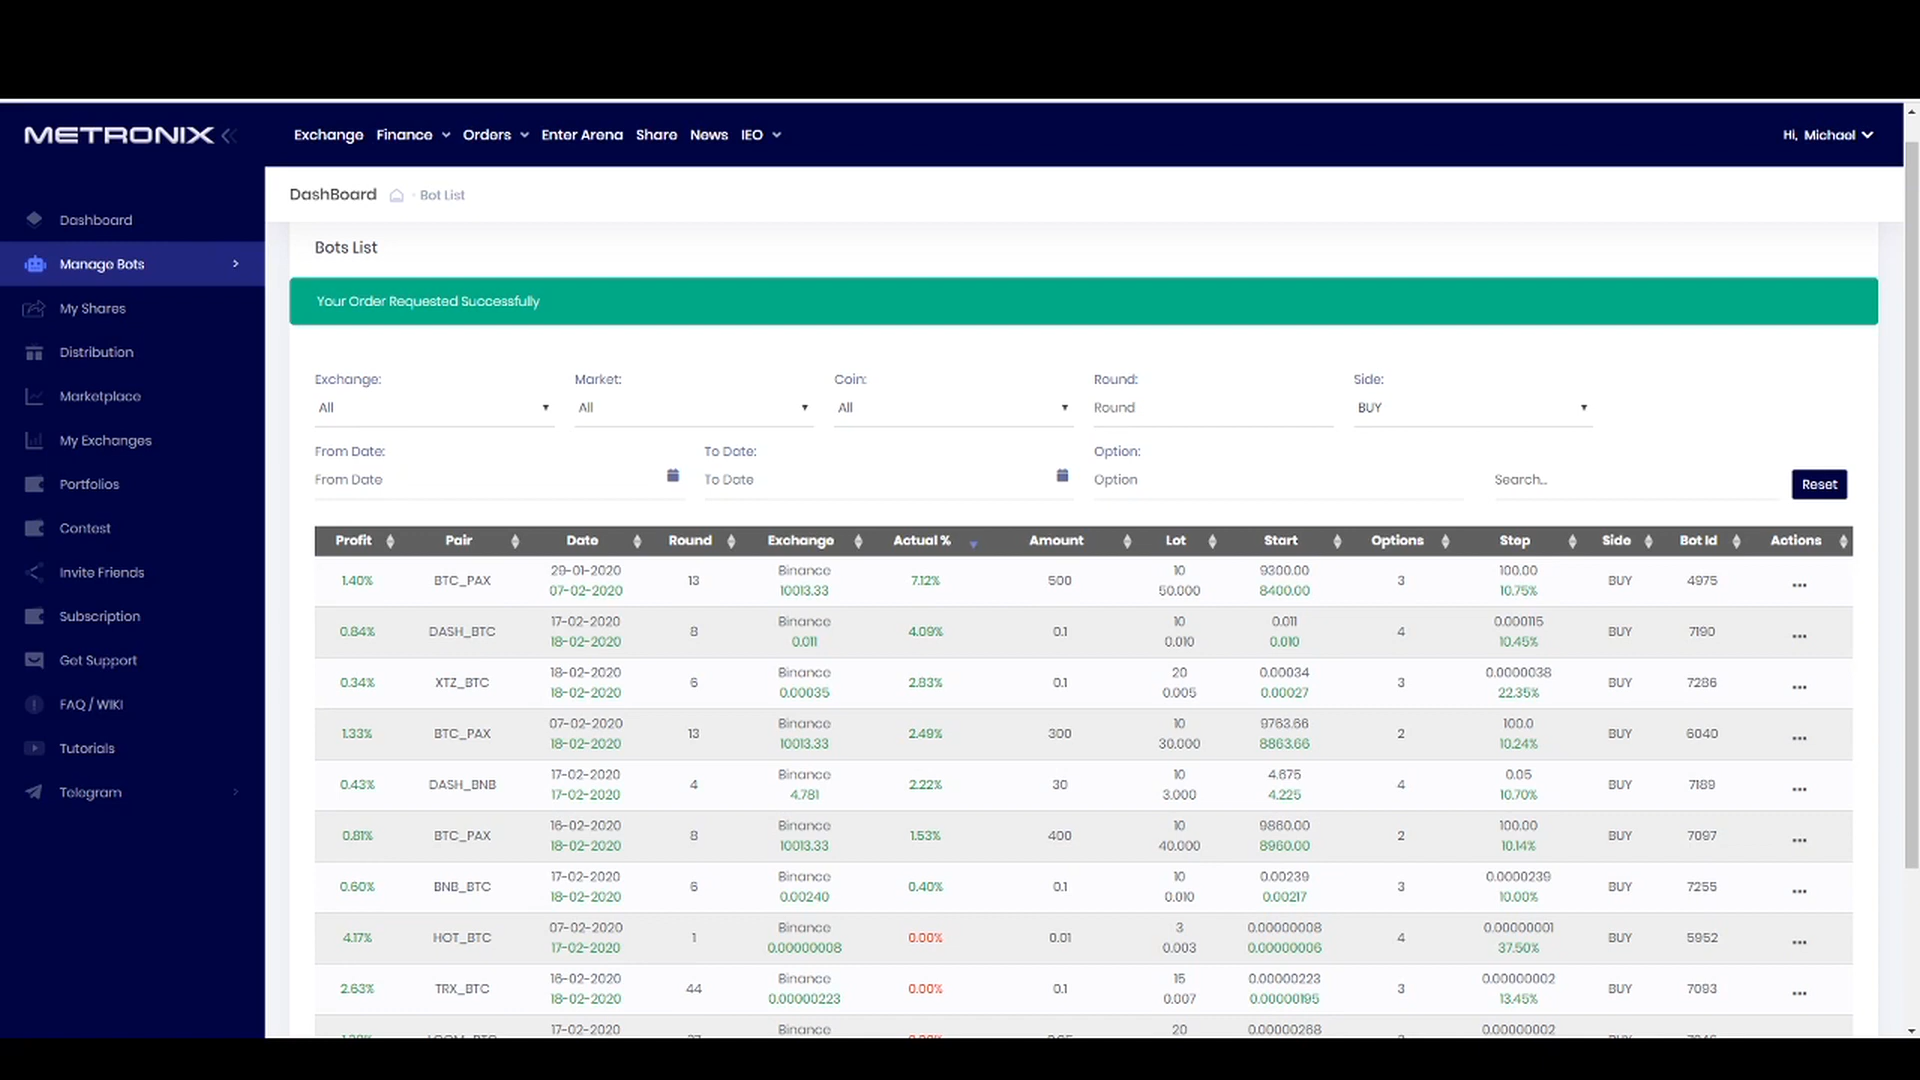 METRONIX
Exchange Finance Orders Enter Arena Share News IEO
Hi, Michael
DashBoard Bot List
Dashboard
Manage Bots
My Shares
Distribution
Marketplace
My Exchanges
Portfolios
Contest
Invite Friends
Subscription
Get Support
FAQ / WIKI
Tutorials
Telegram
Bots List
Your Order Requested Successfully
Exchange: Market: Coin: Round: Side:
All All All Round BUY
From Date: To Date: Option:
From Date To Date Option Search... Reset
Profit Pair Date Round Exchange Actual % Amount Lot Start Options Step Side Bot Id Actions
29-01-2020 Binance 10 9300.00 100.00
1.40% BTC_PAX 13 7.12% 500 3 BUY 4975 ...
07-02-2020 10013.33 50.000 8400.00 10.75%
17-02-2020 Binance 10 0.011 0.000115
0.84% DASH_BTC 8 4.09% 0.1 4 BUY 7190 ...
18-02-2020 0.011 0.010 0.010 10.45%
18-02-2020 Binance 20 0.00034 0.0000038
0.34% XTZ_BTC 6 2.83% 0.1 3 BUY 7286 ...
18-02-2020 0.00035 0.005 0.00027 22.35%
07-02-2020 Binance 10 9763.66 100.0
1.33% BTC_PAX 13 2.49% 300 2 BUY 6040 ...
18-02-2020 10013.33 30.000 8863.66 10.24%
17-02-2020 Binance 10 4.675 0.05
0.43% DASH_BNB 4 2.22% 30 4 BUY 7189 ...
17-02-2020 4.781 3.000 4.225 10.70%
16-02-2020 Binance 10 9860.00 100.00
0.81% BTC_PAX 8 1.53% 400 2 BUY 7097 ...
18-02-2020 10013.33 40.000 8960.00 10.14%
17-02-2020 Binance 10 0.00239 0.0000239
0.60% BNB_BTC 6 0.40% 0.1 3 BUY 7255 ...
18-02-2020 0.00240 0.010 0.00217 10.00%
07-02-2020 Binance 3 0.00000008 0.00000001
4.17% HOT_BTC 1 0.00% 0.01 4 BUY 5952 ...
17-02-2020 0.00000008 0.003 0.00000006 37.50%
16-02-2020 Binance 15 0.00000223 0.00000002
2.63% TRX_BTC 44 0.00% 0.1 3 BUY 7093 ...
18-02-2020 0.00000223 0.007 0.00000195 13.45%
17-02-2020 Binance 20 0.00000268 0.00000002